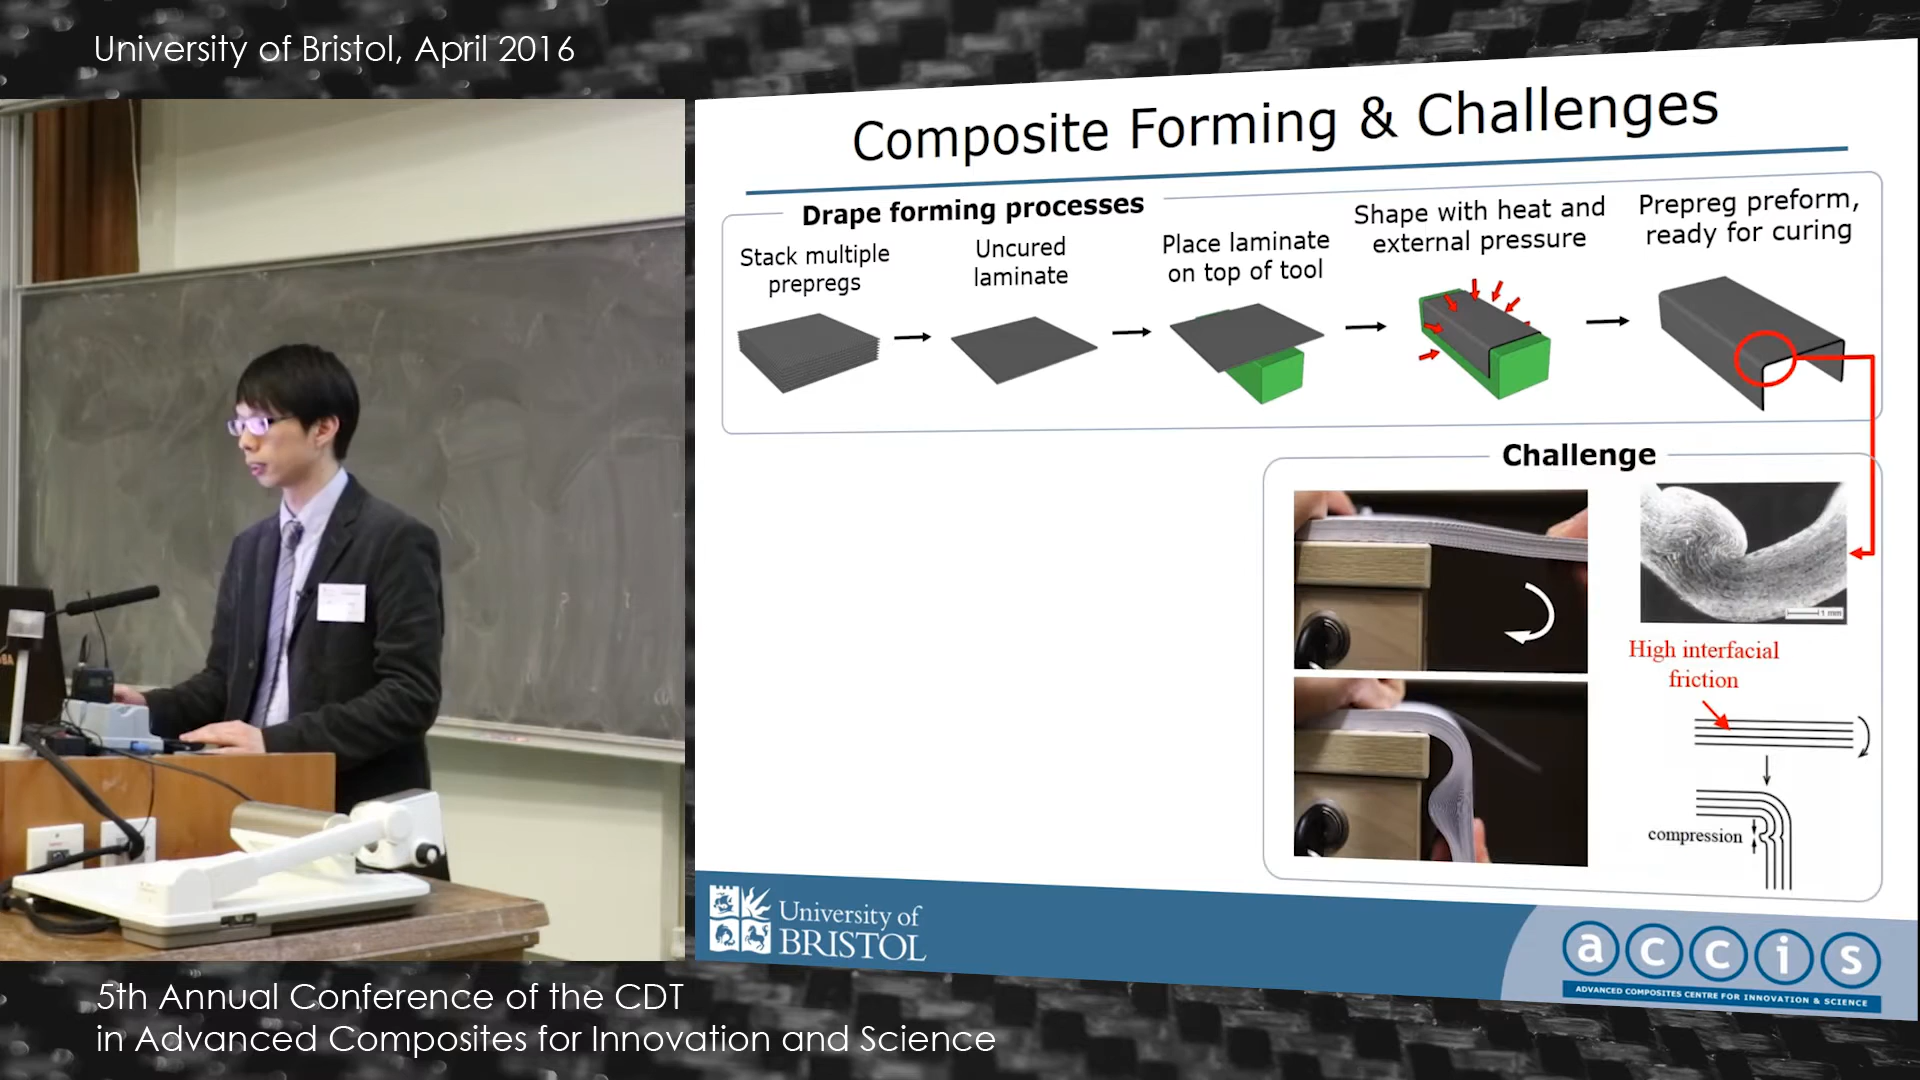 University of Bristol, April 2016
Composite Forming & Challenges
Drape forming processes
Stack multiple
prepregs
Uncured
laminate
Place laminate
on top of tool
Shape with heat and
external pressure
Prepreg preform,
ready for curing
Challenge
1 mm
High interfacial
friction
compression
University of
BRISTOL
accis
ADVANCED COMPOSITES CENTRE FOR INNOVATION & SCIENCE
5th Annual Conference of the CDT
in Advanced Composites for Innovation and Science